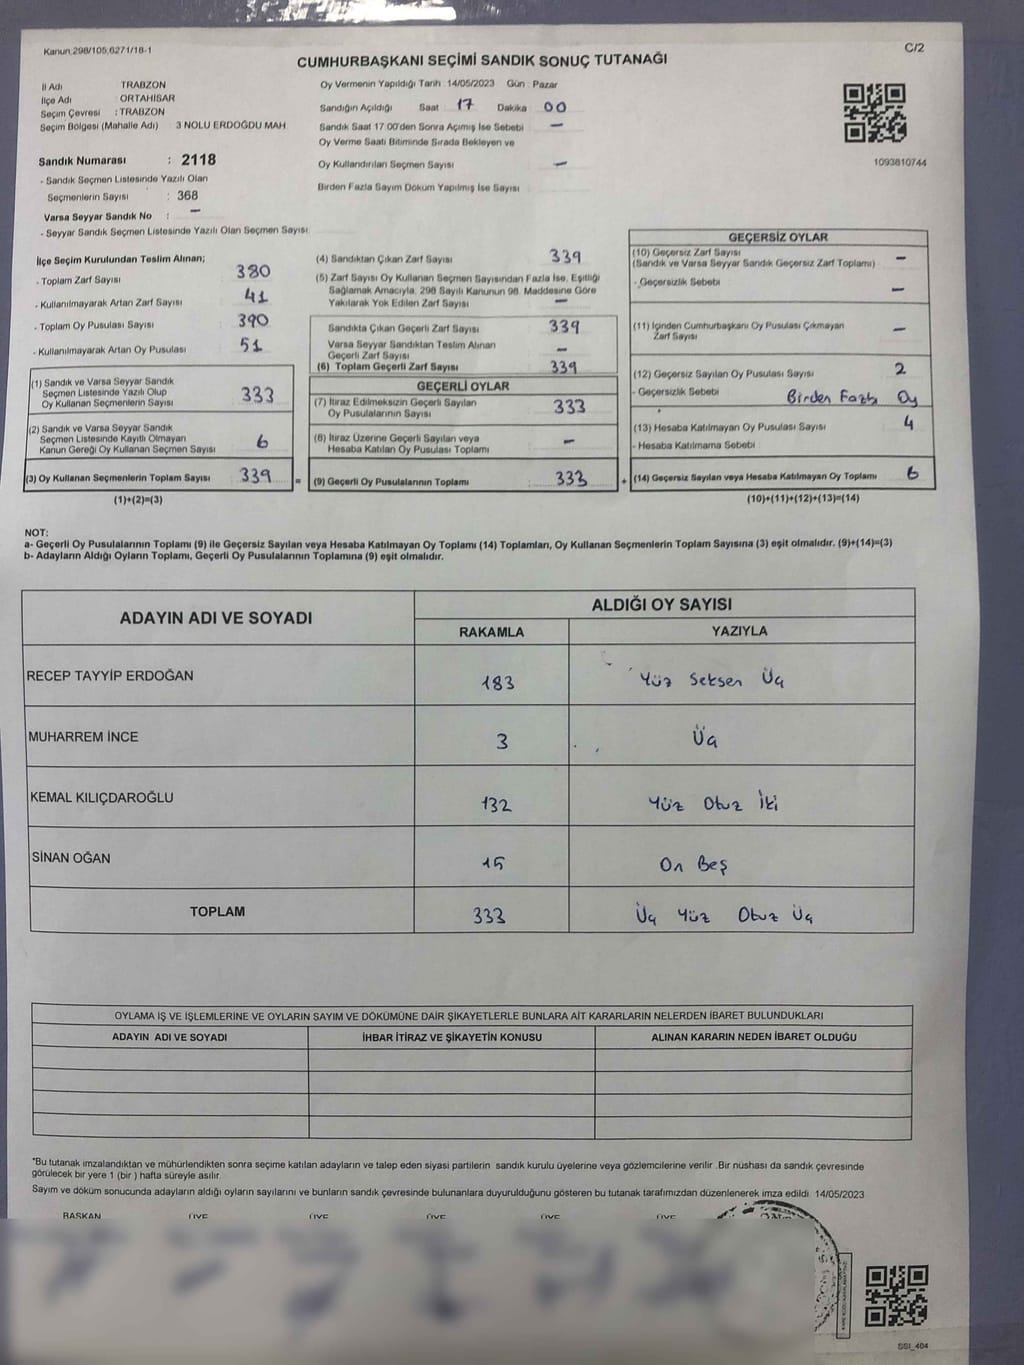 Kanun 298/105,6271/18-1
C/2
CUMHURBAŞKANI SEÇİMİ SANDIK SONUÇ TUTANAĞI
İl Adı TRABZON
İlçe Adı ORTAHİSAR
Seçim Çevresi : TRABZON
Seçim Bölgesi (Mahalle Adı) 3 NOLU ERDOĞDU MAH
Sandık Numarası : 2118
- Sandık Seçmen Listesinde Yazılı Olan
Seçmenlerin Sayısı : 368
Varsa Seyyar Sandık No : –
- Seyyar Sandık Seçmen Listesinde Yazılı Olan Seçmen Sayısı:
Oy Vermenin Yapıldığı Tarih 14/05/2023 Gün : Pazar
Sandığın Açıldığı Saat 17 Dakika 00
Sandık Saat 17:00'den Sonra Açımış İse Sebebi –
Oy Verme Saati Bitiminde Sırada Bekleyen ve
Oy Kullandırılan Seçmen Sayısı –
Birden Fazla Sayım Döküm Yapılmış İse Sayısı
1093810744
İlçe Seçim Kurulundan Teslim Alınan;
- Toplam Zarf Sayısı 380
- Kullanılmayarak Artan Zarf Sayısı 41
- Toplam Oy Pusulası Sayısı 390
- Kullanılmayarak Artan Oy Pusulası 51
(1) Sandık ve Varsa Seyyar Sandık
Seçmen Listesinde Yazılı Olup
Oy Kullanan Seçmenlerin Sayısı 333
(2) Sandık ve Varsa Seyyar Sandık
Seçmen Listesinde Kayıtlı Olmayan
Kanun Gereği Oy Kullanan Seçmen Sayısı 6
(3) Oy Kullanan Seçmenlerin Toplam Sayısı 339 =
(1)+(2)=(3)
(4) Sandıktan Çıkan Zarf Sayısı 339
(5) Zarf Sayısı Oy Kullanan Seçmen Sayısından Fazla İse, Eşitliği
Sağlamak Amacıyla, 298 Sayılı Kanunun 98. Maddesine Göre
Yakılarak Yok Edilen Zarf Sayısı –
Sandıkta Çıkan Geçerli Zarf Sayısı 339
Varsa Seyyar Sandıktan Teslim Alınan
Geçerli Zarf Sayısı –
(6) Toplam Geçerli Zarf Sayısı 339
GEÇERLİ OYLAR
(7) İtiraz Edilmeksizin Geçerli Sayılan
Oy Pusulalarının Sayısı 333
(8) İtiraz Üzerine Geçerli Sayılan veya
Hesaba Katılan Oy Pusulası Toplamı –
(9) Geçerli Oy Pusulalarının Toplamı 333 +
GEÇERSİZ OYLAR
(10) Geçersiz Zarf Sayısı
(Sandık ve Varsa Seyyar Sandık Geçersiz Zarf Toplamı) –
- Geçersizlik Sebebi –
(11) İçinden Cumhurbaşkanı Oy Pusulası Çıkmayan
Zarf Sayısı –
(12) Geçersiz Sayılan Oy Pusulası Sayısı 2
- Geçersizlik Sebebi Birden Fazla Oy
(13) Hesaba Katılmayan Oy Pusulası Sayısı 4
- Hesaba Katılmama Sebebi
(14) Geçersiz Sayılan veya Hesaba Katılmayan Oy Toplamı 6
(10)+(11)+(12)+(13)=(14)
NOT:
a- Geçerli Oy Pusulalarının Toplamı (9) ile Geçersiz Sayılan veya Hesaba Katılmayan Oy Toplamı (14) Toplamları, Oy Kullanan Seçmenlerin Toplam Sayısına (3) eşit olmalıdır. (9)+(14)=(3)
b- Adayların Aldığı Oyların Toplamı, Geçerli Oy Pusulalarının Toplamına (9) eşit olmalıdır.
ADAYIN ADI VE SOYADI
ALDIĞI OY SAYISI
RAKAMLA YAZIYLA
RECEP TAYYİP ERDOĞAN 183 Yüz Seksen Üç
MUHARREM İNCE 3 Üç
KEMAL KILIÇDAROĞLU 132 Yüz Otuz İki
SİNAN OĞAN 15 On Beş
TOPLAM 333 Üç Yüz Otuz Üç
OYLAMA İŞ VE İŞLEMLERİNE VE OYLARIN SAYIM VE DÖKÜMÜNE DAİR ŞİKAYETLERLE BUNLARA AİT KARARLARIN NELERDEN İBARET BULUNDUKLARI
ADAYIN ADI VE SOYADI İHBAR İTİRAZ VE ŞİKAYETİN KONUSU ALINAN KARARIN NEDEN İBARET OLDUĞU
*Bu tutanak imzalandıktan ve mühürlendikten sonra seçime katılan adayların ve talep eden siyasi partilerin sandık kurulu üyelerine veya gözlemcilerine verilir .Bir nüshası da sandık çevresinde
görülecek bir yere 1 (bir ) hafta süreyle asılır.
Sayım ve döküm sonucunda adayların aldığı oyların sayılarını ve bunların sandık çevresinde bulunanlara duyurulduğunu gösteren bu tutanak tarafımızdan düzenlenerek imza edildi 14/05/2023
BAŞKAN ÜYE ÜYE ÜYE ÜYE ÜYE
SSI_404